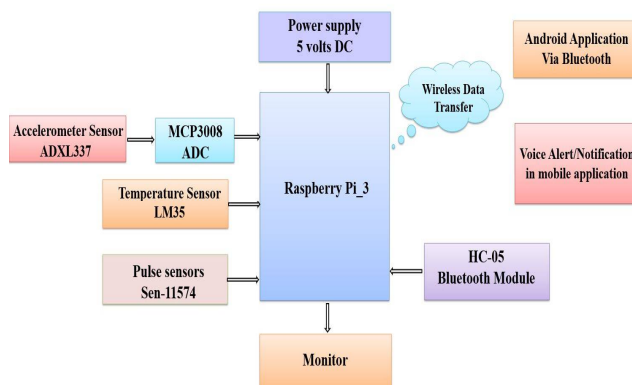 Power supply
5 volts DC
Android Application
Via Bluetooth
Wireless Data
Transfer
Accelerometer Sensor
ADXL337
MCP3008
ADC
Voice Alert/Notification
in mobile application
Temperature Sensor
LM35
Raspberry Pi_3
Pulse sensors
Sen-11574
HC-05
Bluetooth Module
Monitor